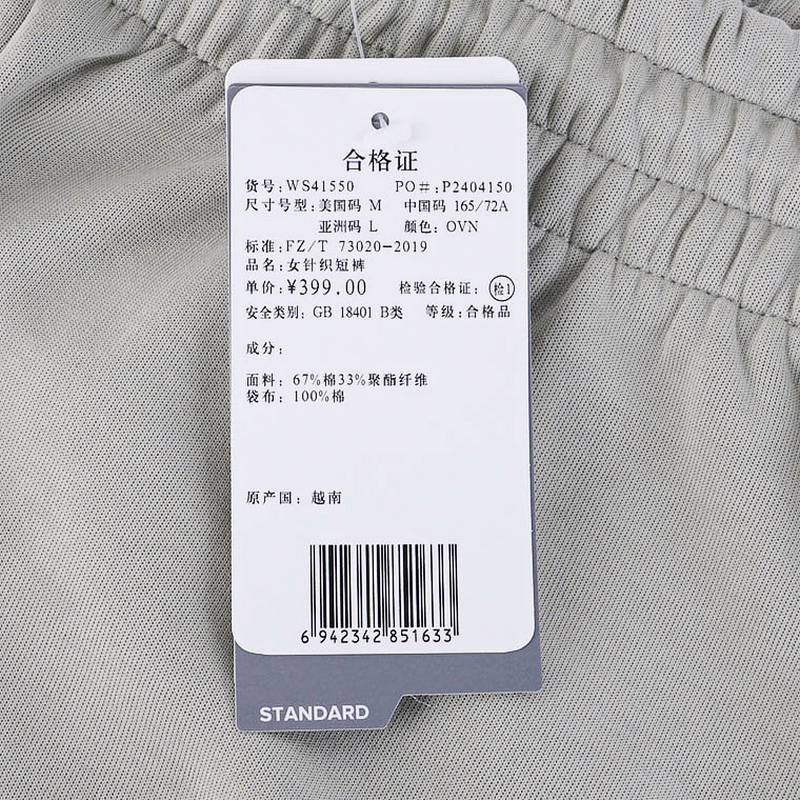 合格证
货号:WS41550 PO#:P2404150
尺寸号型:美国码 M 中国码 165/72A
亚洲码 L 颜色:OVN
标准:FZ/T 73020-2019
品名:女针织短裤
单价:¥399.00 检验合格证: 检1
安全类别: GB 18401 B类 等级:合格品
成分:
面料: 67%棉33%聚酯纤维
袋布: 100%棉
原产国: 越南
6 942342 851633
STANDARD